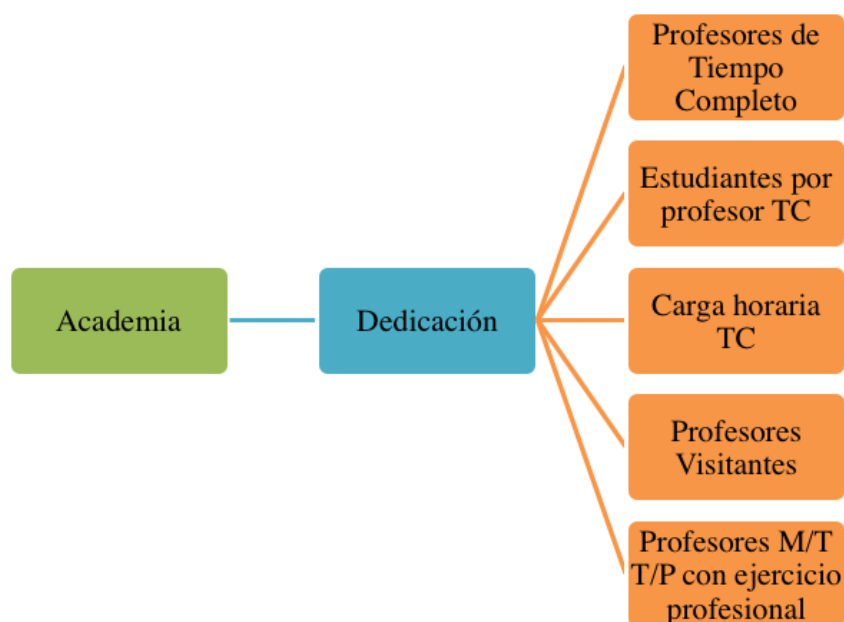 Profesores de
Tiempo
Completo
Estudiantes por
profesor TC
Academia
Dedicación
Carga horaria
TC
Profesores
Visitantes
Profesores M/T
T/P con ejercicio
profesional